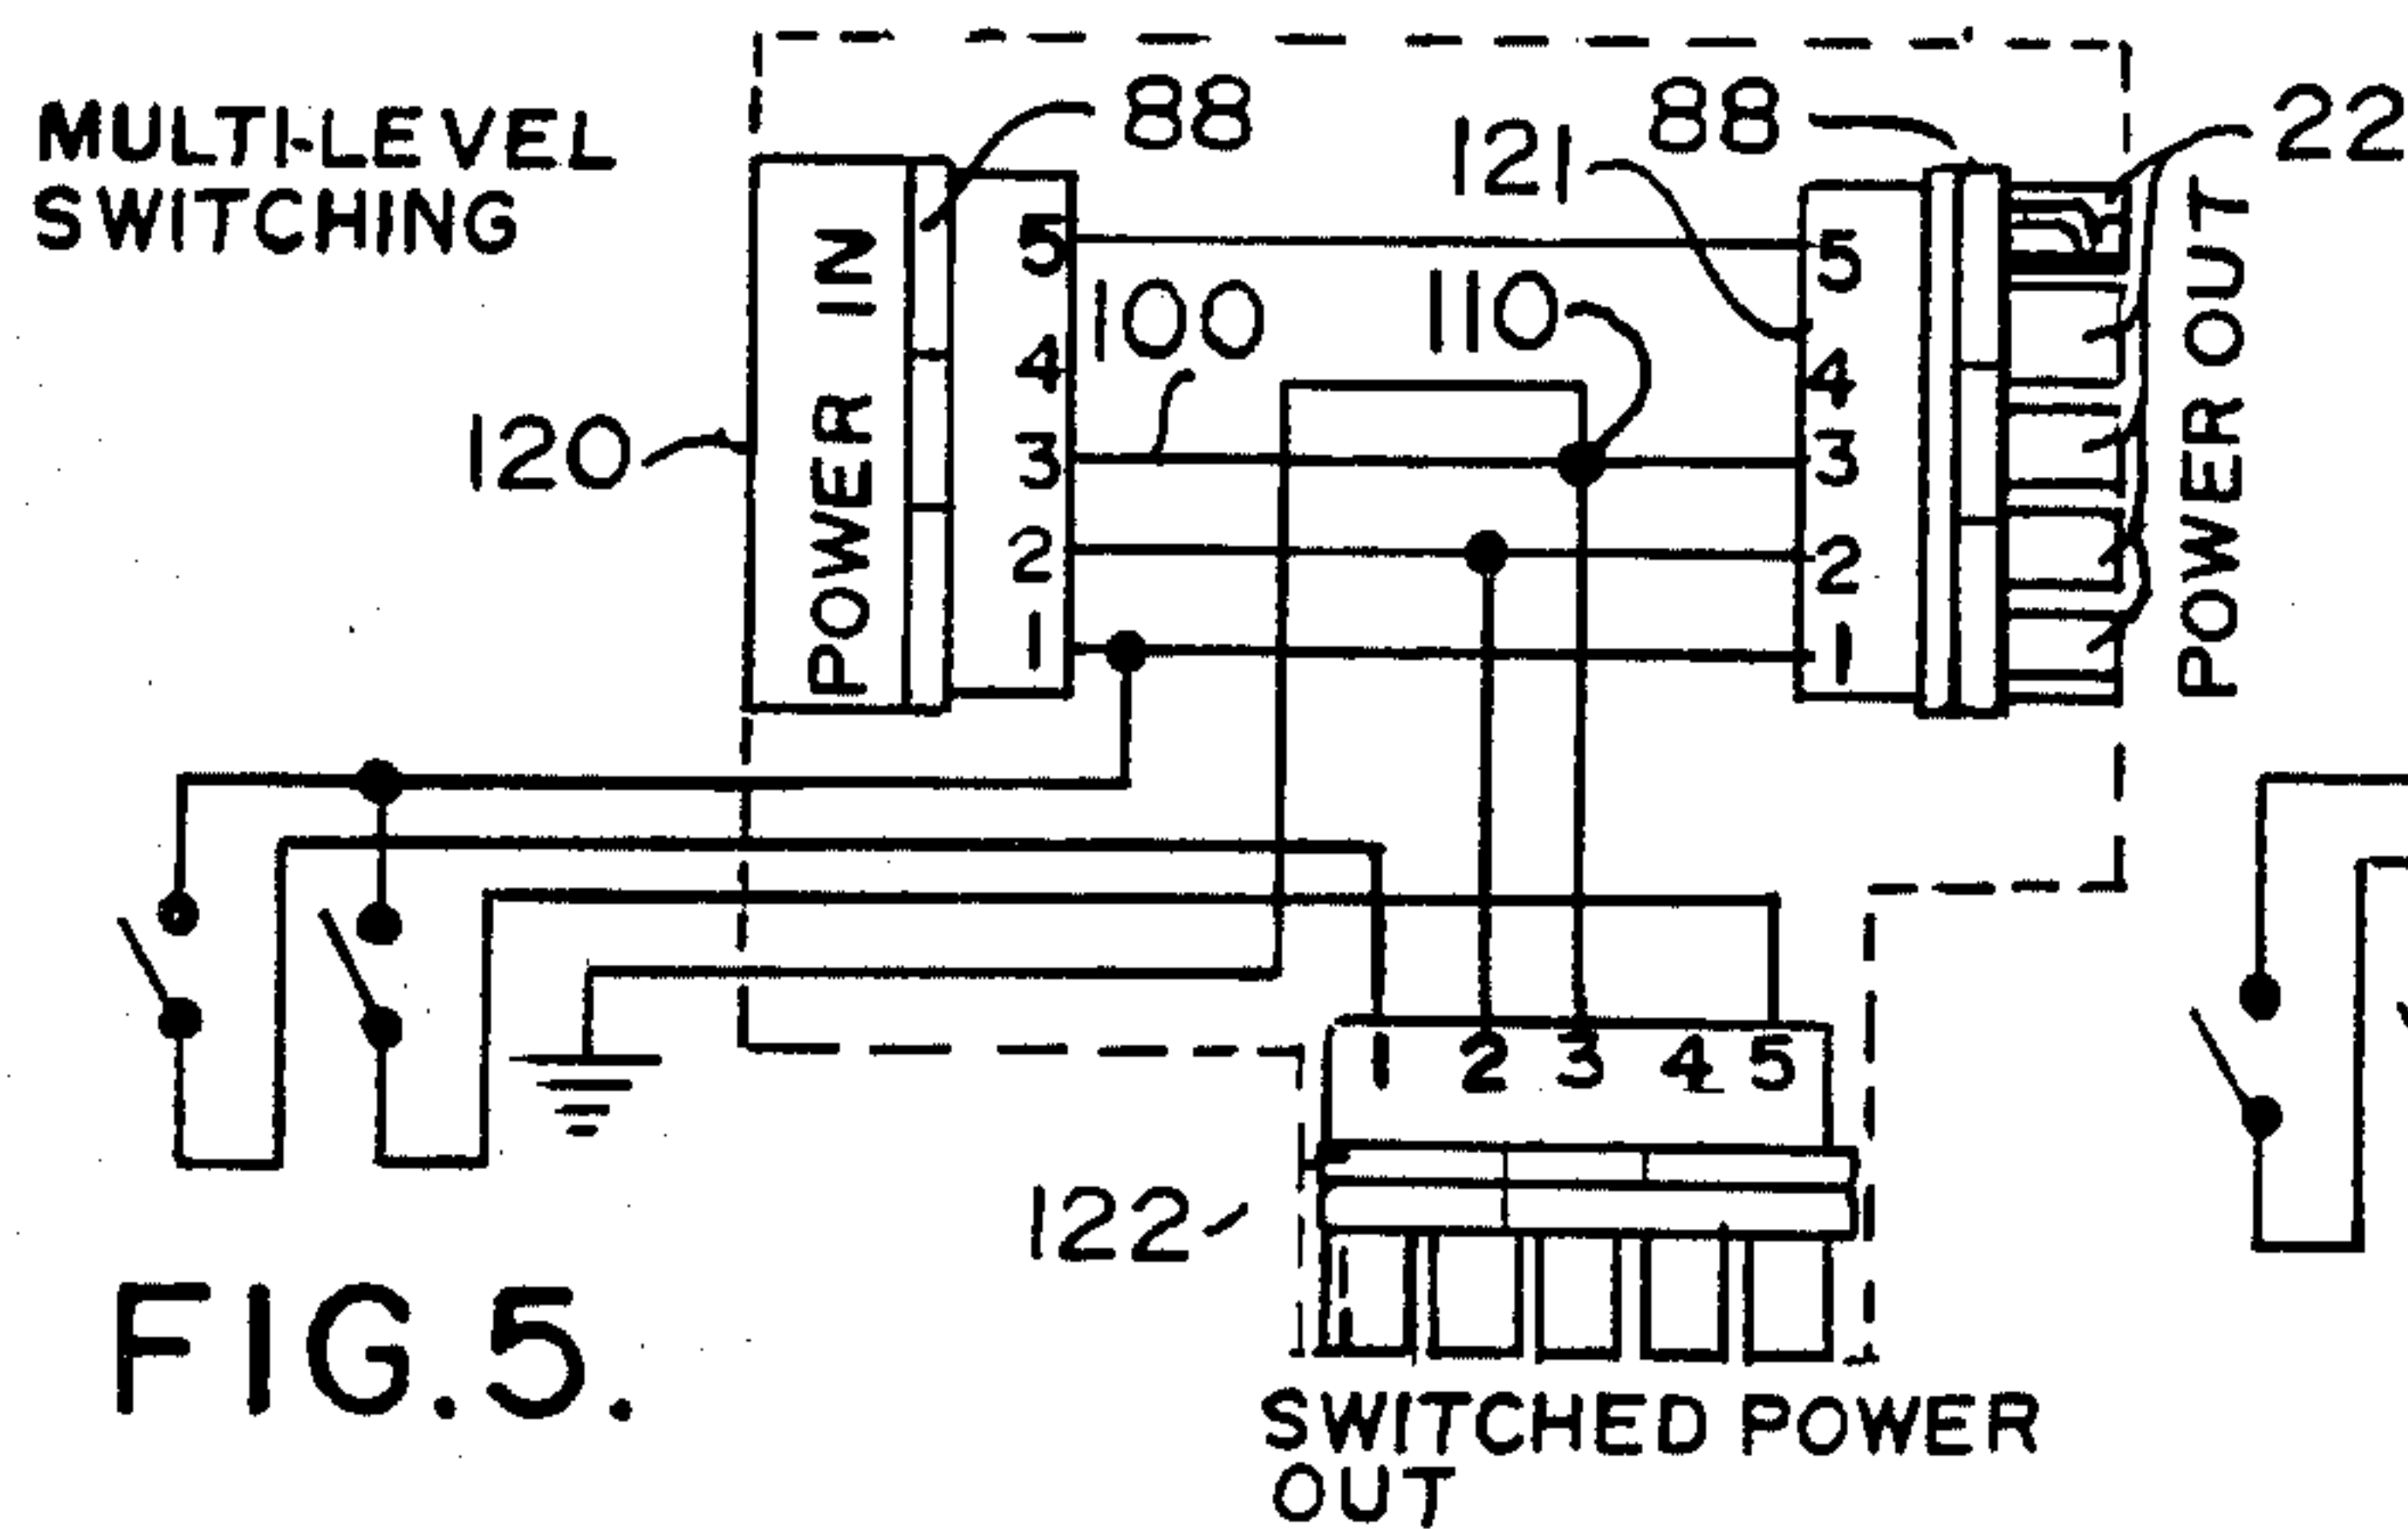 MULTI-LEVEL
SWITCHING
88
88
22
121
POWER IN
5
4
3
2
1
100
110
120
5
4
3
2
1
POWER OUT
1 2 3 4 5
122
FIG.5.
SWITCHED POWER
OUT